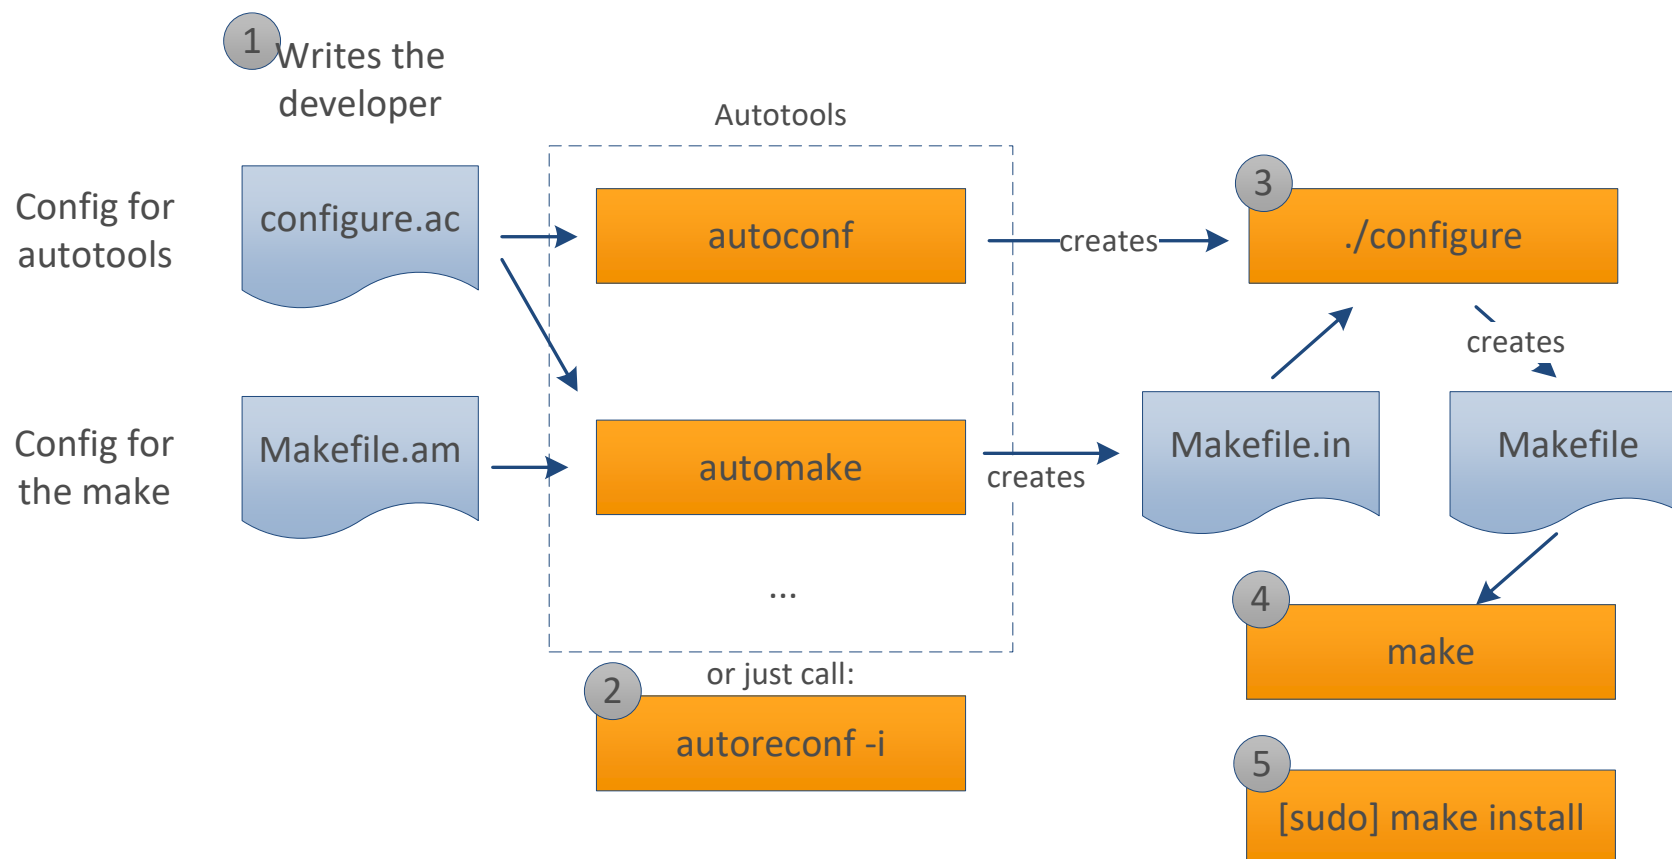 1
Writes the
developer
Autotools
Config for
autotools
configure.ac
autoconf
creates
3
./configure
creates
Config for
the make
Makefile.am
automake
creates
Makefile.in
Makefile
...
or just call:
2
autoreconf -i
4
make
5
[sudo] make install